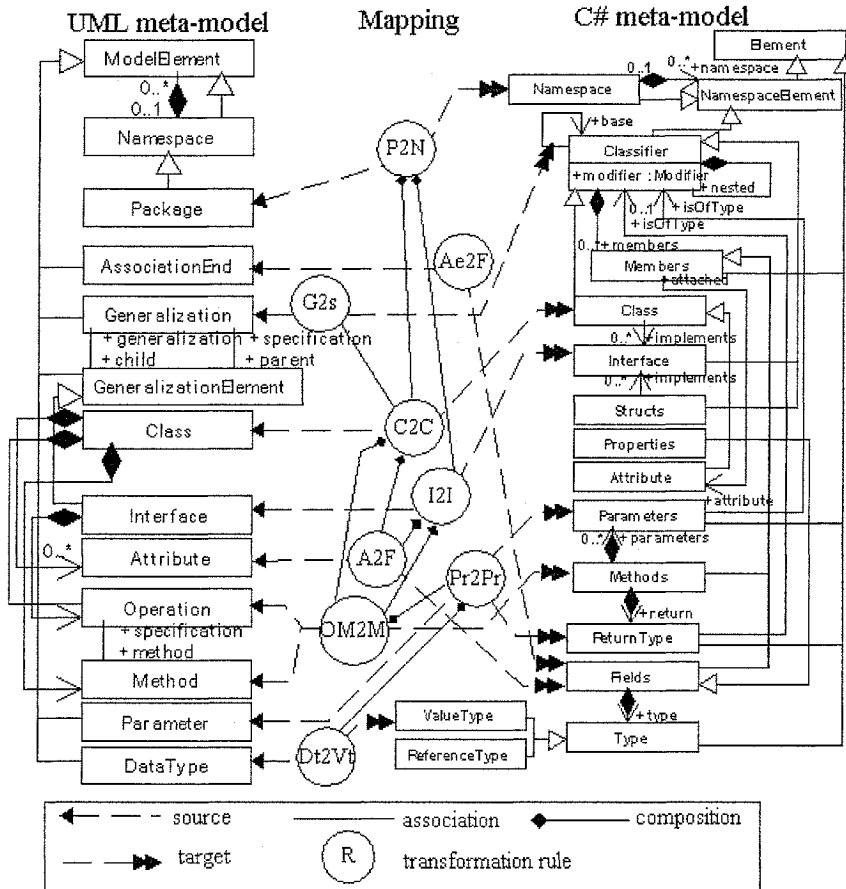 UML meta-model
Mapping
C# meta-model
ModelElement
0..*
0..1
Namespace
Package
AssociationEnd
Generalization
+ generalization
+ specification
+ child
+ parent
GeneralizationElement
Class
Interface
0..*
Attribute
Operation
+ specification
+ method
Method
Parameter
DataType
P2N
Ae2F
G2s
C2C
I2I
A2F
Pr2Pr
OM2M
Dt2Vt
Element
0..1
0..*
+namespace
Namespace
NamespaceElement
+ base
Classifier
+modifier : Modifier
+ nested
0..1
+ isOfType
+ isOfType
0..*
+ members
Members
+attached
Class
0..*
+implements
Interface
0..*
+implements
Structs
Properties
Attribute
+attribute
Parameters
0..*
+ parameters
Methods
+return
ReturnType
Fields
+type
ValueType
ReferenceType
Type
source
association
composition
target
R
transformation rule